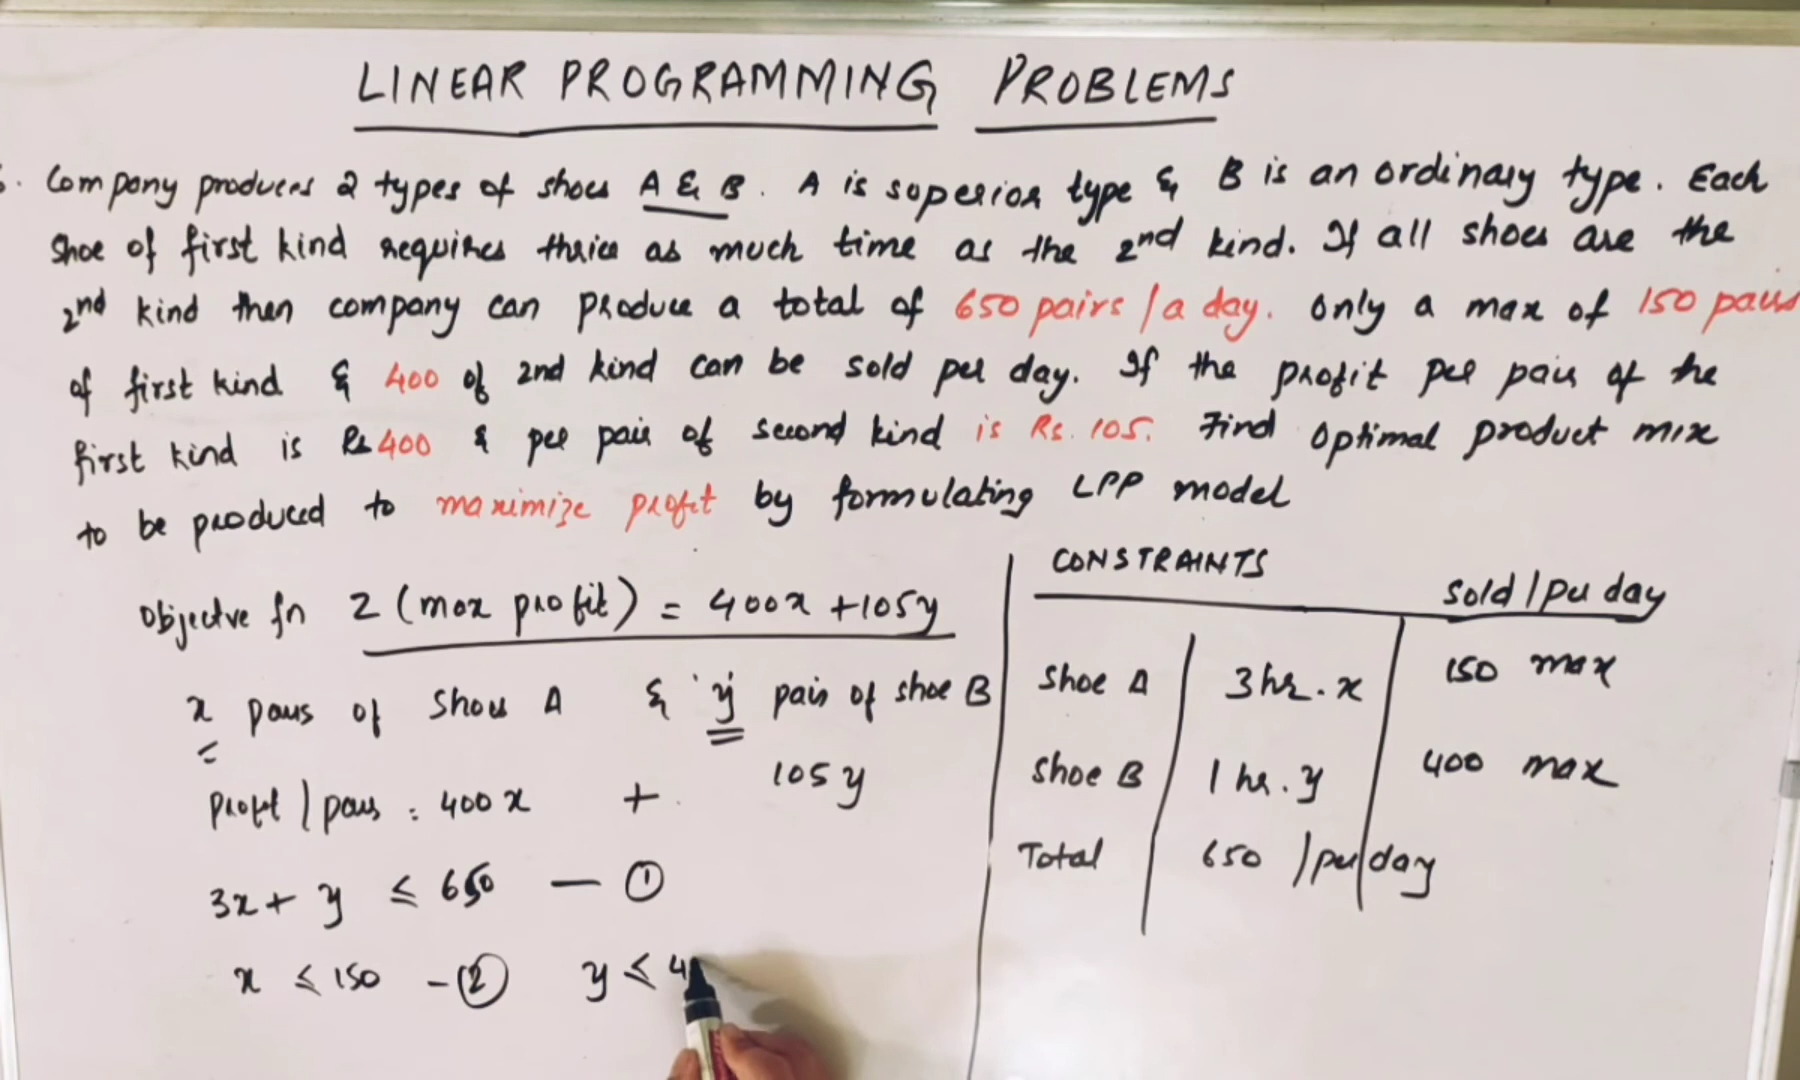 LINEAR PROGRAMMING PROBLEMS
Company produces 2 types of shoes A & B. A is superior type & B is an ordinary type. Each
Shoe of first kind requires thrice as much time as the 2nd kind. If all shoes are the
2nd kind then company can produce a total of 650 pairs / a day. Only a max of 150 pairs
of first kind & 400 of 2nd kind can be sold per day. If the profit per pair of the
first kind is Rs 400 & per pair of second kind is Rs. 105. Find Optimal product mix
to be produced to maximize profit by formulating LPP model
Objective fn Z (max profit) = 400x + 105y
x pairs of Shoes A & 'y' pair of shoe B
Profit / pairs : 400x + 105y
3x + y ≤ 650 — ①
x ≤ 150 - ② y ≤ 4
CONSTRAINTS
sold / per day
Shoe A 3 hr. x 150 max
Shoe B 1 hr. y 400 max
Total 650 / per day